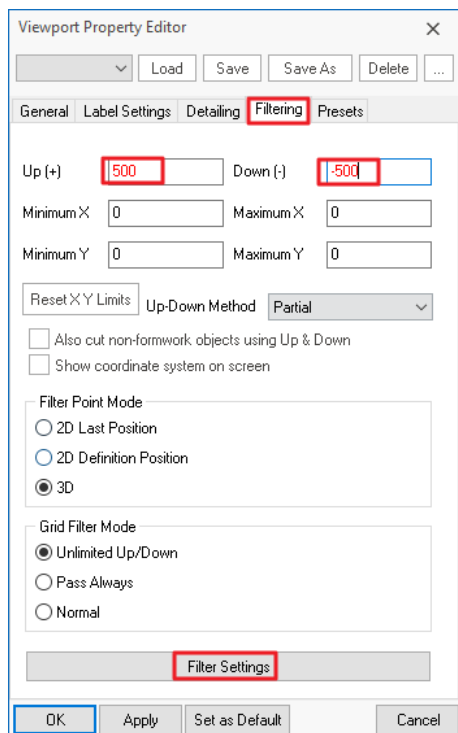 Viewport Property Editor
Load Save Save As Delete ...
General Label Settings Detailing Filtering Presets
Up (+) 500 Down (-) -500
Minimum X 0 Maximum X 0
Minimum Y 0 Maximum Y 0
Reset X Y Limits Up-Down Method Partial
Also cut non-formwork objects using Up & Down
Show coordinate system on screen
Filter Point Mode
2D Last Position
2D Definition Position
3D
Grid Filter Mode
Unlimited Up/Down
Pass Always
Normal
Filter Settings
OK Apply Set as Default Cancel